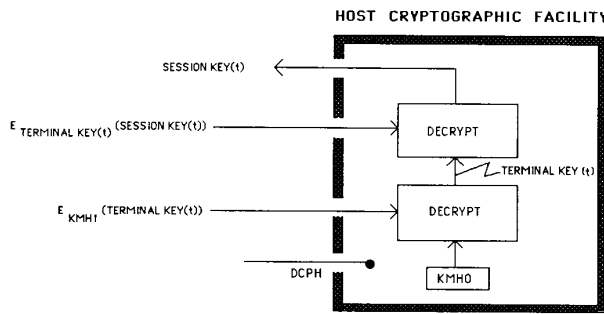 HOST CRYPTOGRAPHIC FACILITY
SESSION KEY(t)
E TERMINAL KEY(t) (SESSION KEY(t))
DECRYPT
TERMINAL KEY (t)
E KMH1 (TERMINAL KEY(t))
DECRYPT
DCPH
KMH0